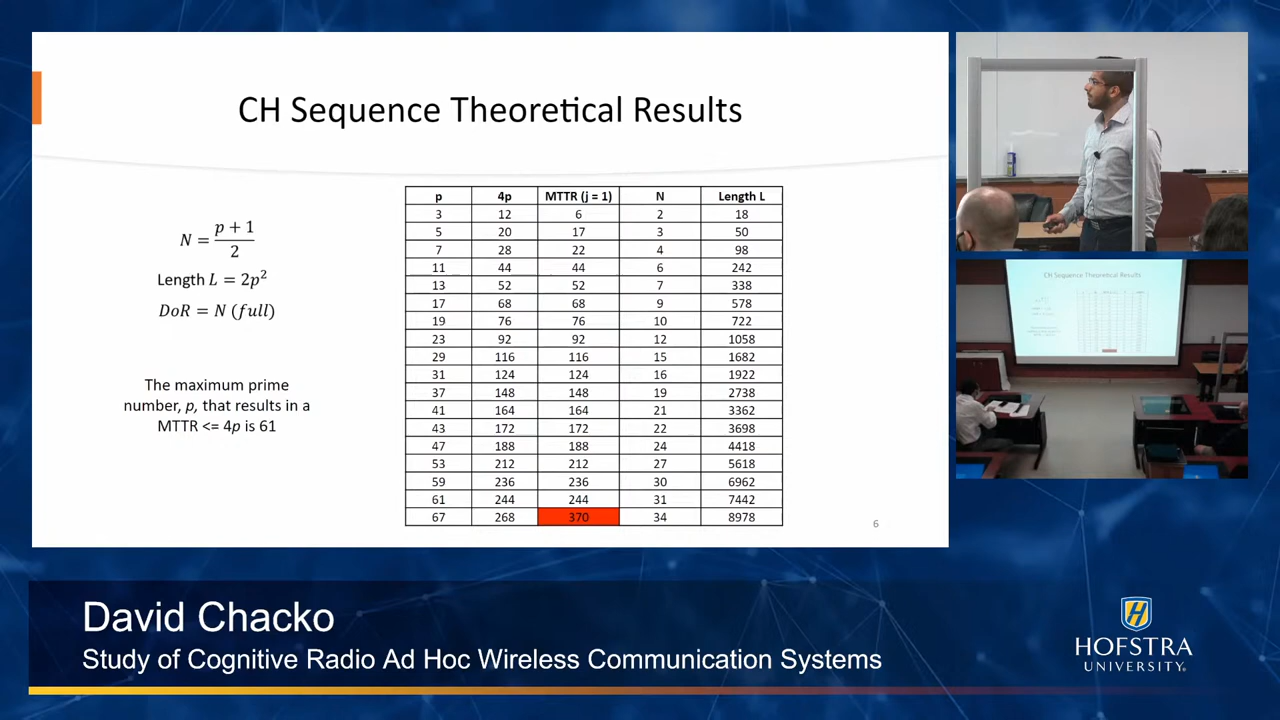 CH Sequence Theoretical Results
N = (p + 1)/2
Length L = 2p²
DoR = N (full)
The maximum prime
number, p, that results in a
MTTR <= 4p is 61
p 4p MTTR (j = 1) N Length L
3 12 6 2 18
5 20 17 3 50
7 28 22 4 98
11 44 44 6 242
13 52 52 7 338
17 68 68 9 578
19 76 76 10 722
23 92 92 12 1058
29 116 116 15 1682
31 124 124 16 1922
37 148 148 19 2738
41 164 164 21 3362
43 172 172 22 3698
47 188 188 24 4418
53 212 212 27 5618
59 236 236 30 6962
61 244 244 31 7442
67 268 370 34 8978
6
CH Sequence Theoretical Results
David Chacko
Study of Cognitive Radio Ad Hoc Wireless Communication Systems
H
HOFSTRA
UNIVERSITY®